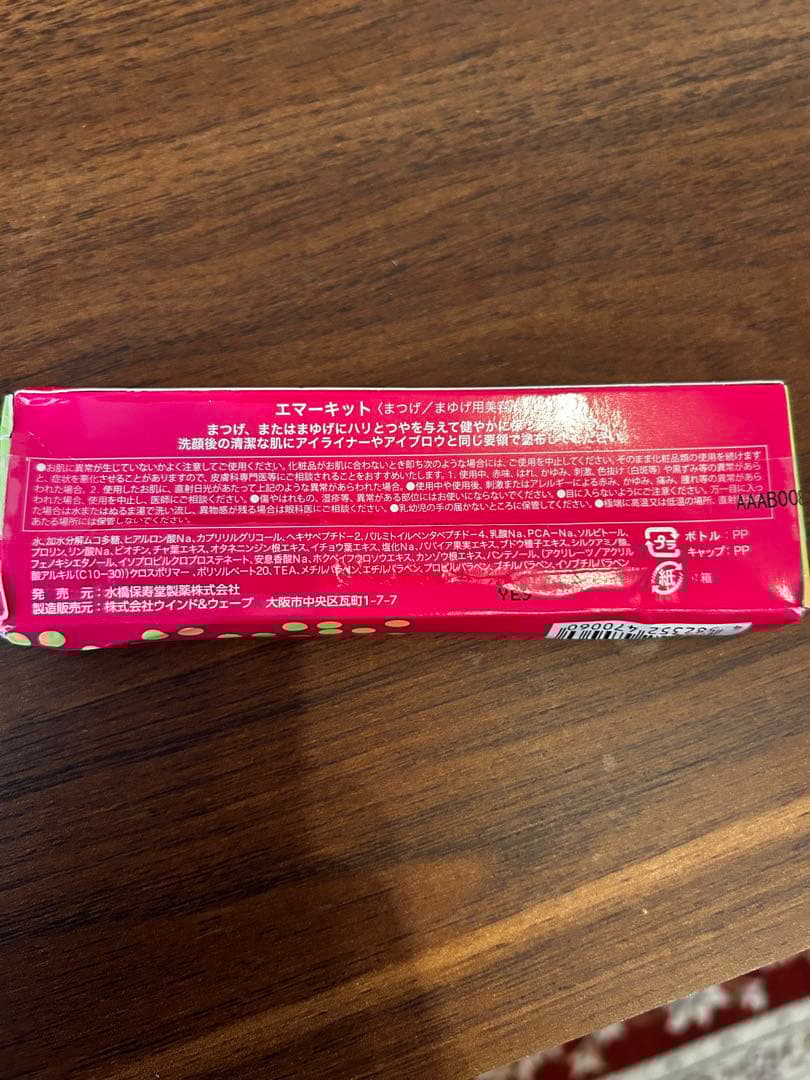 エマーキット〈まつげ/まゆげ用美容
まつげ、またはまゆげにハリとつやを与えて健やかに保
洗顔後の清潔な肌にアイライナーやアイブロウと同じ要領で塗布してください。
●お肌に異常が生じていないかよく注意してご使用ください。化粧品がお肌に合わないとき即ち次のような場合には、ご使用を中止してください。そのまま化粧品類の使用を続けます
と、症状を悪化させることがありますので、皮膚科専門医等にご相談されることをおすすめいたします。1. 使用中、赤味、はれ、かゆみ、刺激、色抜け(白斑等)や黒ずみ等の異常があら
われた場合。2. 使用したお肌に、直射日光があたって上記のような異常があらわれた場合。●使用中や使用後、刺激またはアレルギーによる赤み、かゆみ、痛み、腫れ等の異常があら
われた場合、使用を中止し、医師にご相談ください。●傷やはれもの、湿疹等、異常がある部位にはお使いにならないでください。●目に入らないようにご注意ください。万一目に入っ
た場合は水またはぬるま湯で洗い流し、異物感が残る場合は眼科医にご相談ください。●乳幼児の手の届かないところに保管してください。●極端に高温又は低温の場所、直射
あたる場所には保管しないでください。
AAAB00
水、加水分解ムコ多糖、ヒアルロン酸Na、カプリリルグリコール、ヘキサペプチド-2、パルミトイルペンタペプチド-4、乳酸Na、PCA-Na、ソルビトール、
プロリン、リン酸Na、ビオチン、チャ葉エキス、オタネニンジン根エキス、イチョウ葉エキス、塩化Na、パパイア果実エキス、ブドウ種子エキス、シルクアミノ酸、
フェノキシエタノール、イソプロピルクロプロステネート、安息香酸Na、ホウセンカエキス、カンゾウ根エキス、パンテノール、(アクリレーツ/アクリル
酸アルキル(C10-30))クロスポリマー、ポリソルベート20、TEA、メチルパラベン、エチルパラベン、プロピルパラベン、ブチルパラベン、イソブチルパラベン
プラ
ボトル:PP
キャップ:PP
紙
箱
発 売 元:水橋保寿堂製薬株式会社
製造販売元:株式会社ウインド&ウェーブ 大阪市中央区瓦町1-7-7
YES
4 582352 470060